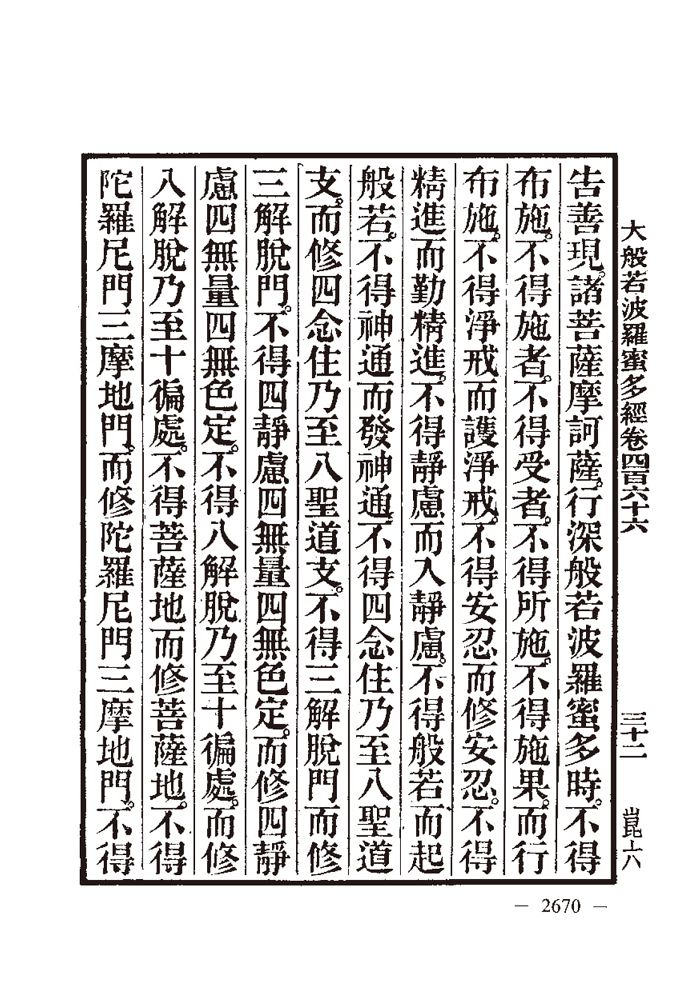 大般若波羅蜜多經卷四百六十六
三十二
崑六
告善現。諸菩薩摩訶薩。行深般若波羅蜜多時。不得
布施。不得施者。不得受者。不得所施。不得施果。而行
布施。不得淨戒而護淨戒。不得安忍而修安忍。不得
精進而勤精進。不得靜慮而入靜慮。不得般若而起
般若。不得神通而發神通。不得四念住乃至八聖道
支。而修四念住乃至八聖道支。不得三解脫門而修
三解脫門。不得四靜慮四無量四無色定。而修四靜
慮四無量四無色定。不得八解脫乃至十徧處。而修
八解脫乃至十徧處。不得菩薩地而修菩薩地。不得
陀羅尼門三摩地門。而修陀羅尼門三摩地門。不得
— 2670 —